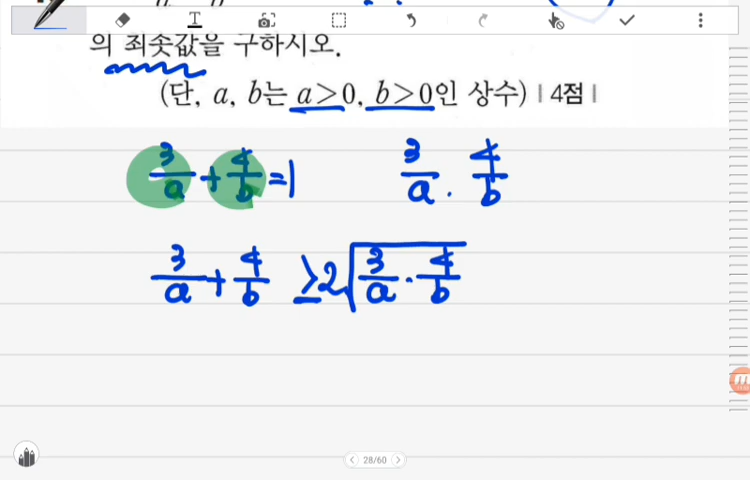 의 최솟값을 구하시오.
(단, a, b는 a>0, b>0인 상수) | 4점 |
3/a + 4/b = 1
3/a · 4/b
3/a + 4/b ≥ 2√(3/a · 4/b)
28/60